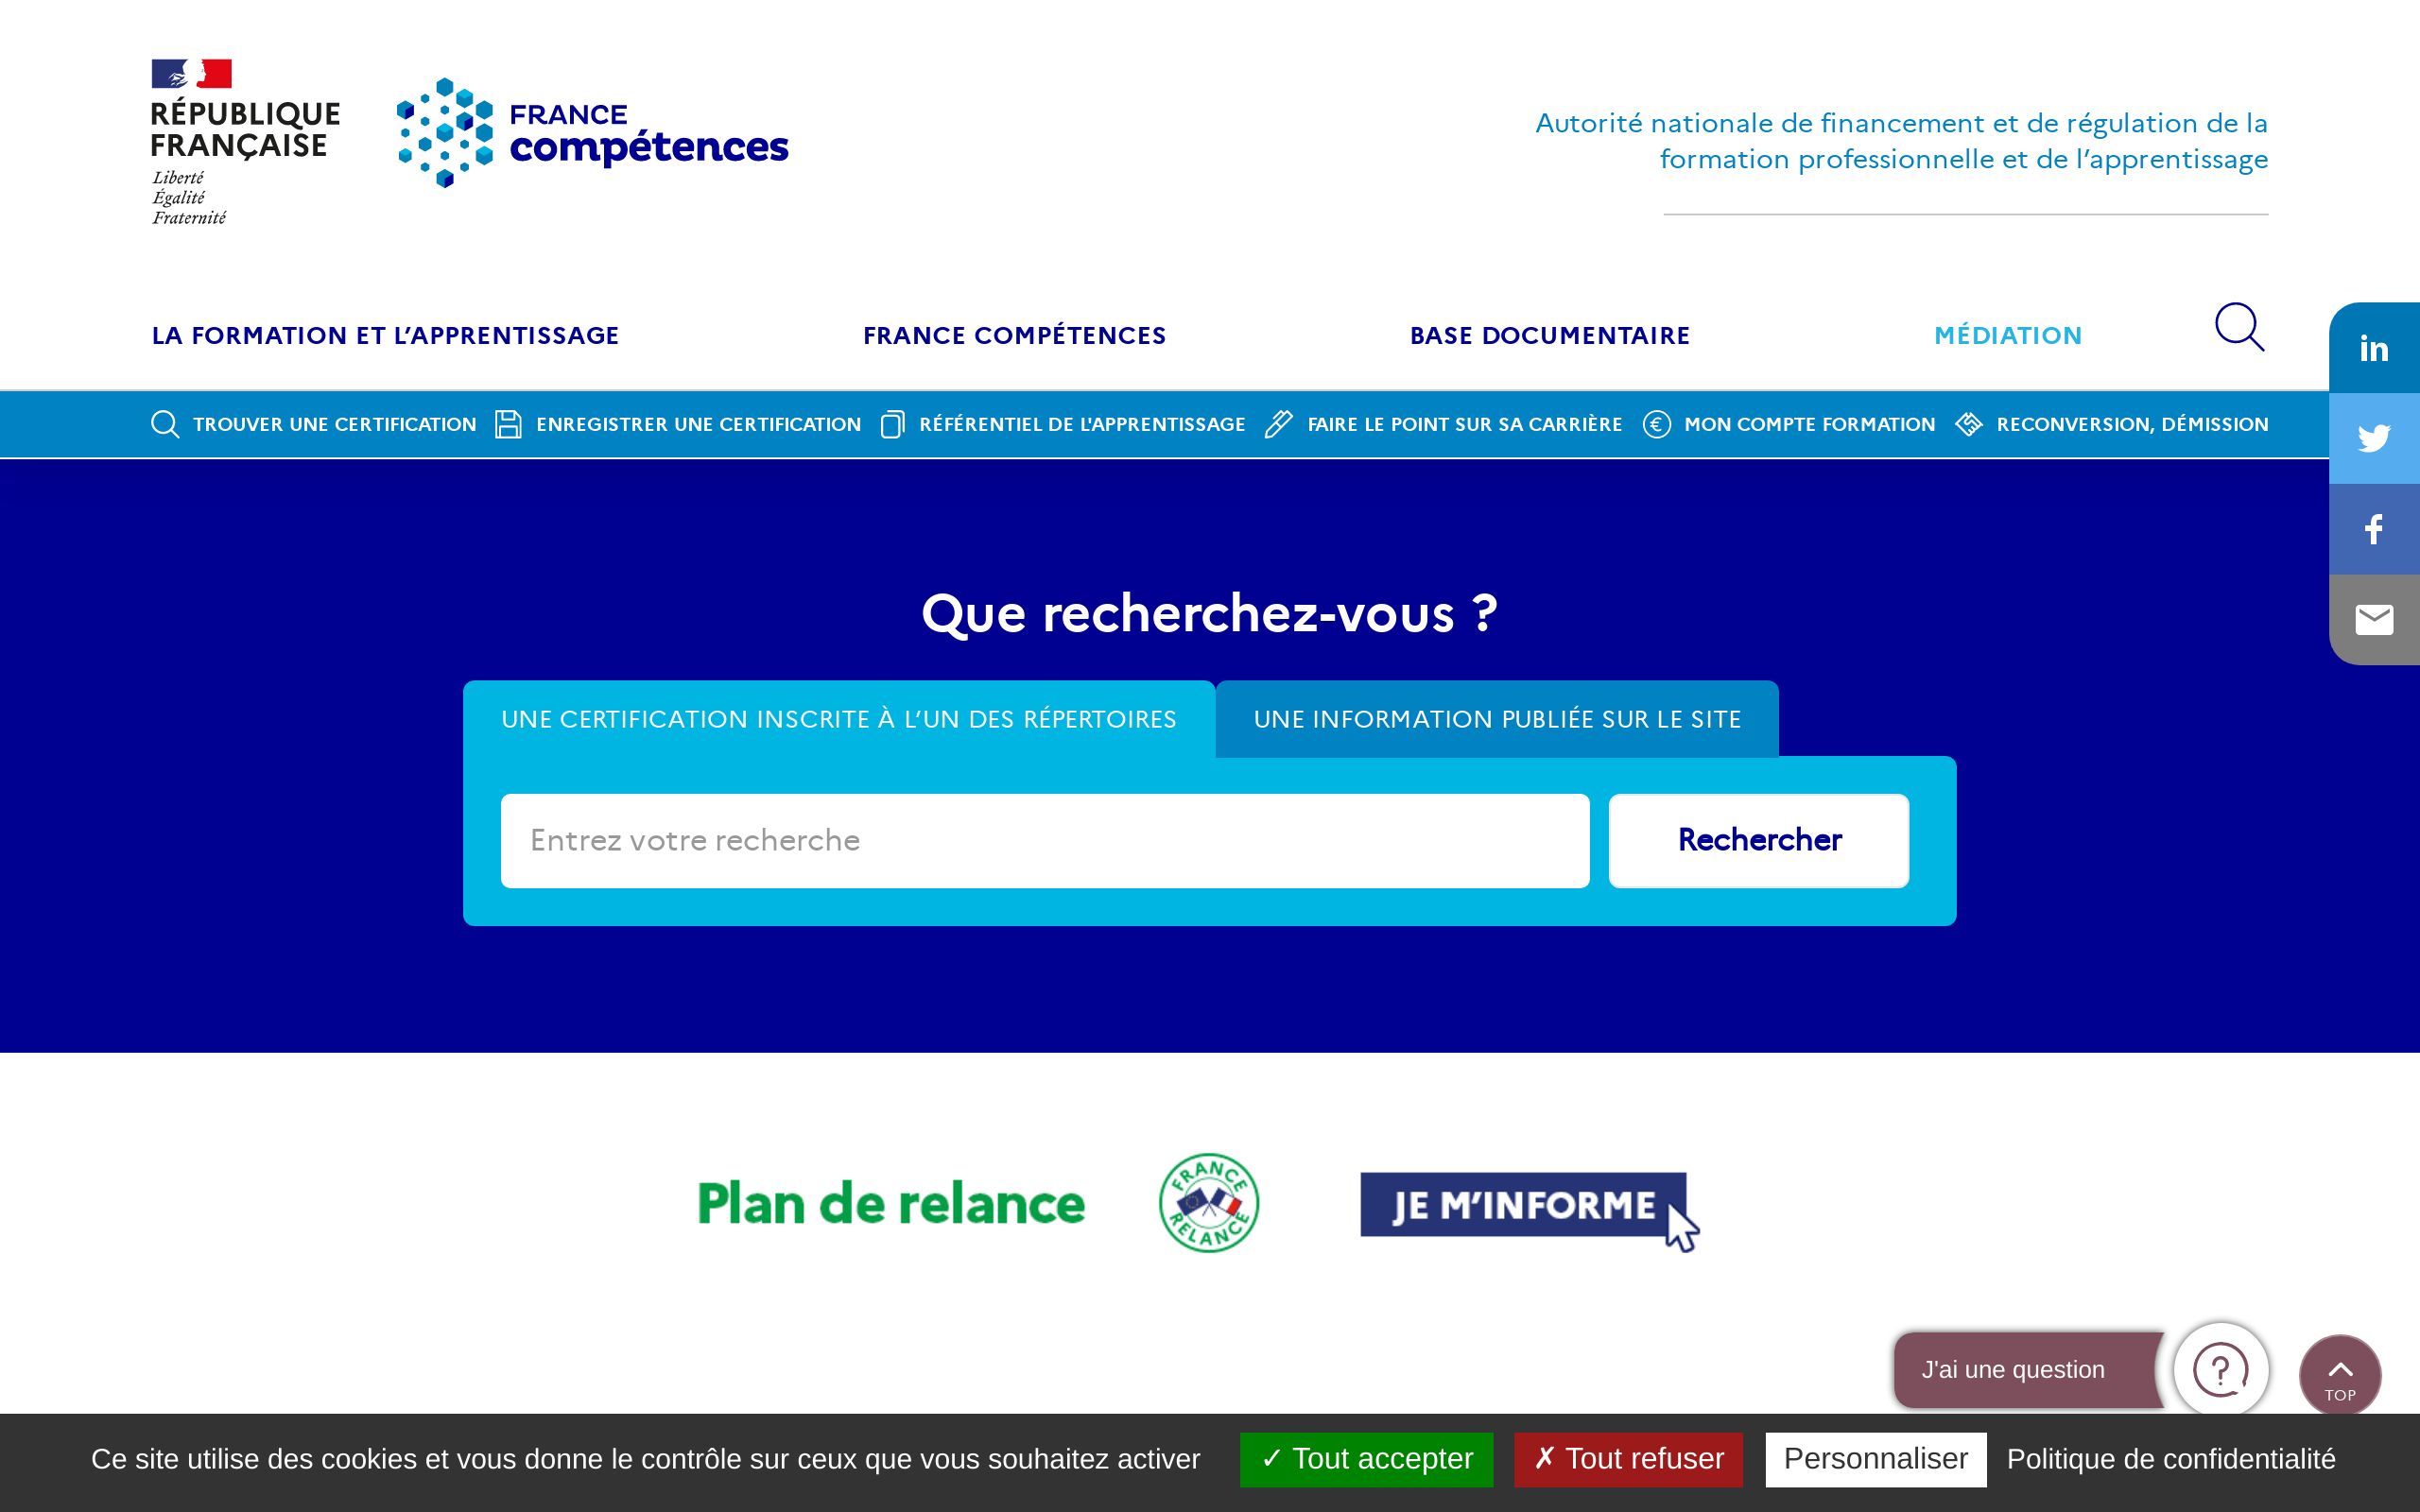 RÉPUBLIQUE
FRANÇAISE
Liberté
Égalité
Fraternité
FRANCE
compétences
Autorité nationale de financement et de régulation de la
formation professionnelle et de l’apprentissage
LA FORMATION ET L’APPRENTISSAGE FRANCE COMPÉTENCES BASE DOCUMENTAIRE MÉDIATION
in
TROUVER UNE CERTIFICATION ENREGISTRER UNE CERTIFICATION RÉFÉRENTIEL DE L'APPRENTISSAGE FAIRE LE POINT SUR SA CARRIÈRE MON COMPTE FORMATION RECONVERSION, DÉMISSION
Que recherchez-vous ?
UNE CERTIFICATION INSCRITE À L’UN DES RÉPERTOIRES UNE INFORMATION PUBLIÉE SUR LE SITE
Entrez votre recherche Rechercher
Plan de relance FRANCE RELANCE JE M’INFORME
J'ai une question
TOP
Ce site utilise des cookies et vous donne le contrôle sur ceux que vous souhaitez activer ✓ Tout accepter ✗ Tout refuser Personnaliser Politique de confidentialité